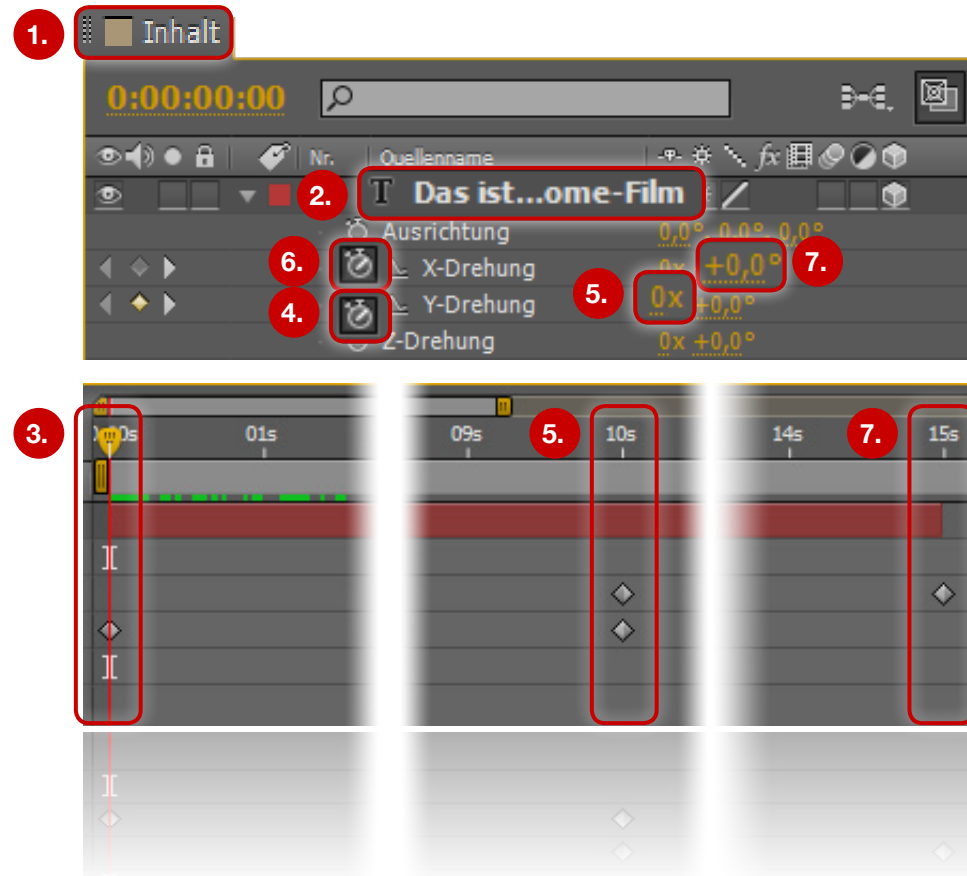 1. Inhalt
0:00:00:00
Nr. Quellenname fx
2. T Das ist...ome-Film
Ausrichtung 0,0°, 0,0°, 0,0°
6. X-Drehung 0x +0,0° 7.
4. Y-Drehung 5. 0x +0,0°
Z-Drehung 0x +0,0°
3. 01s 09s 5. 10s 14s 7. 15s